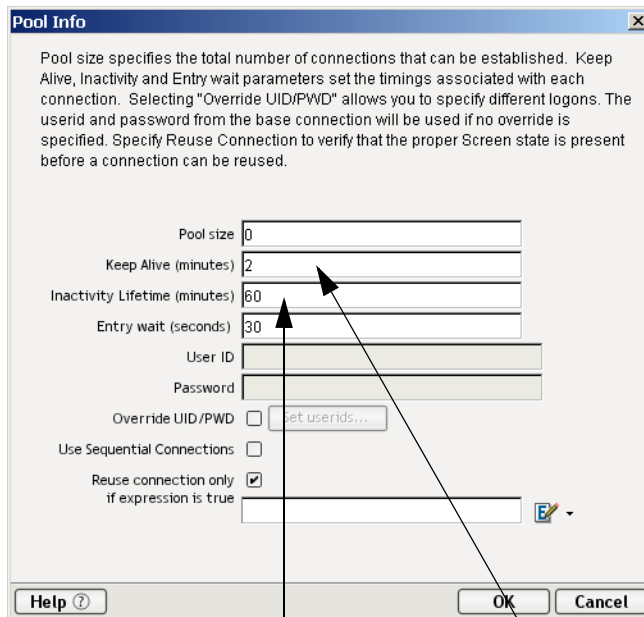 Pool Info
Pool size specifies the total number of connections that can be established. Keep
Alive, Inactivity and Entry wait parameters set the timings associated with each
connection. Selecting "Override UID/PWD" allows you to specify different logons. The
userid and password from the base connection will be used if no override is
specified. Specify Reuse Connection to verify that the proper Screen state is present
before a connection can be reused.
Pool size 0
Keep Alive (minutes) 2
Inactivity Lifetime (minutes) 60
Entry wait (seconds) 30
User ID
Password
Override UID/PWD Set userids...
Use Sequential Connections
Reuse connection only
if expression is true
Help ? OK Cancel